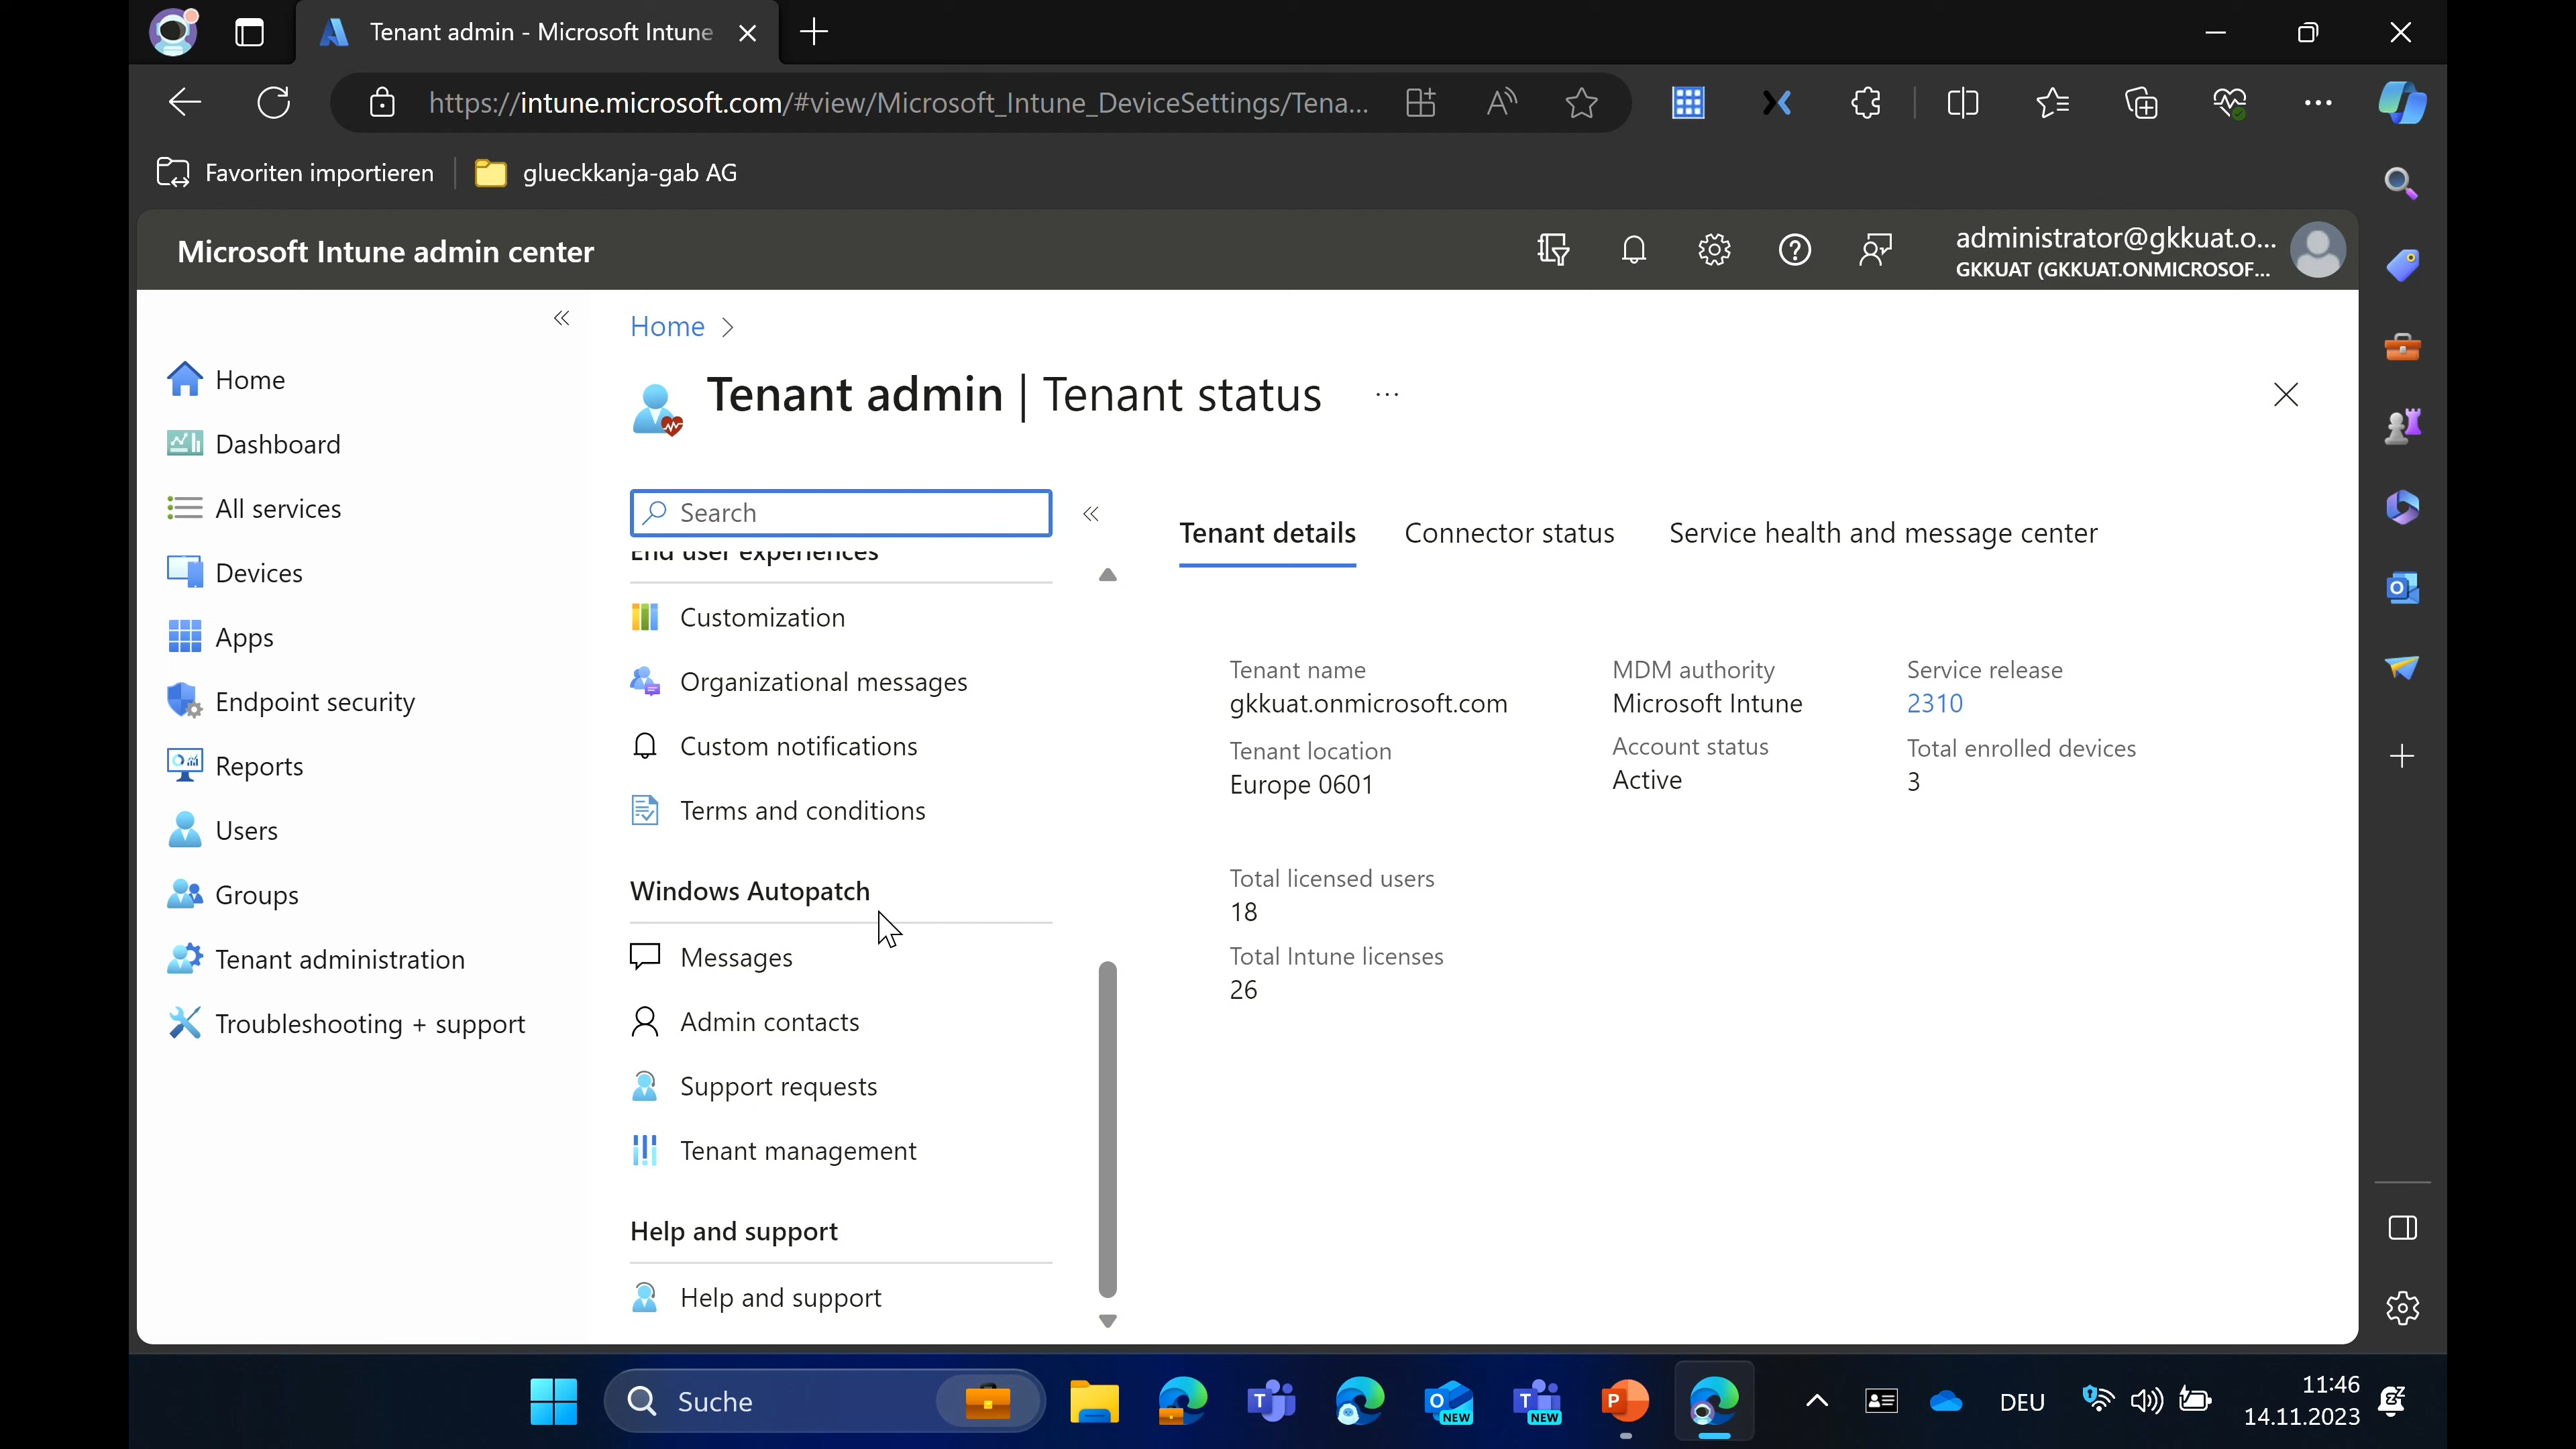 Tenant admin - Microsoft Intune
https://intune.microsoft.com/#view/Microsoft_Intune_DeviceSettings/Tena...
Favoriten importieren
glueckkanja-gab AG
Microsoft Intune admin center
administrator@gkkuat.o...
GKKUAT (GKKUAT.ONMICROSOF...
Home
Dashboard
All services
Devices
Apps
Endpoint security
Reports
Users
Groups
Tenant administration
Troubleshooting + support
Home >
Tenant admin | Tenant status ...
Search
End user experiences
Customization
Organizational messages
Custom notifications
Terms and conditions
Windows Autopatch
Messages
Admin contacts
Support requests
Tenant management
Help and support
Help and support
Tenant details
Connector status
Service health and message center
Tenant name
gkkuat.onmicrosoft.com
Tenant location
Europe 0601
MDM authority
Microsoft Intune
Account status
Active
Service release
2310
Total enrolled devices
3
Total licensed users
18
Total Intune licenses
26
Suche
NEW
NEW
DEU
11:46
14.11.2023